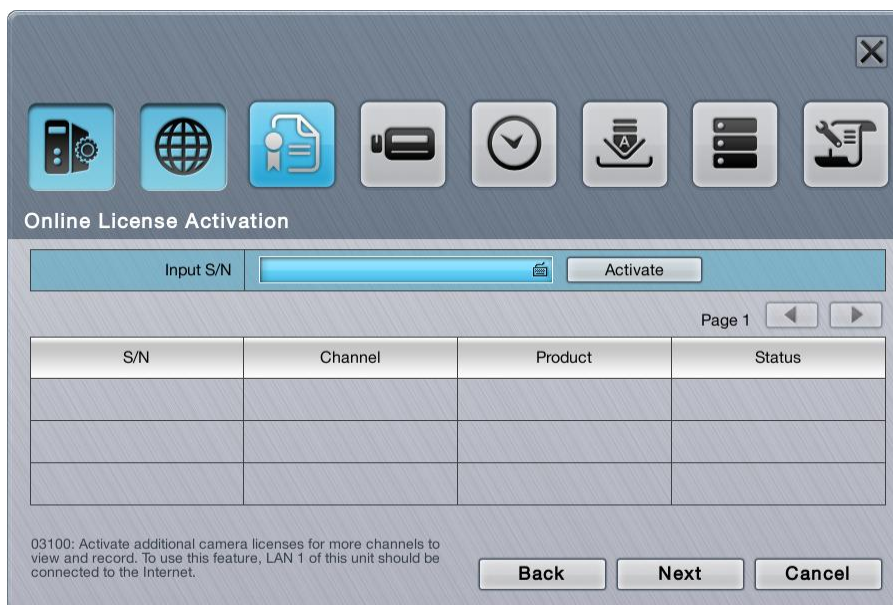 Online License Activation
Input S/N
Activate
Page 1
S/N Channel Product Status
03100: Activate additional camera licenses for more channels to
view and record. To use this feature, LAN 1 of this unit should be
connected to the Internet.
Back Next Cancel